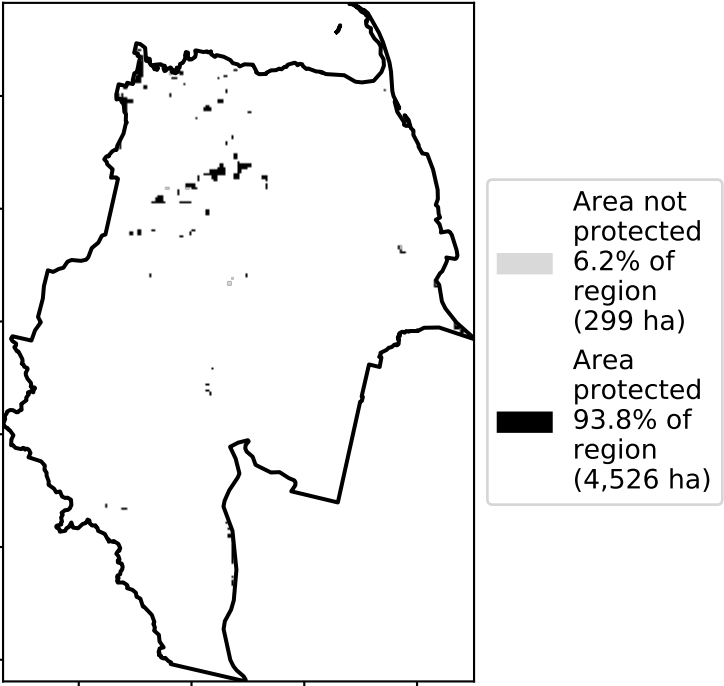 Area not
protected
6.2% of
region
(299 ha)
Area
protected
93.8% of
region
(4,526 ha)